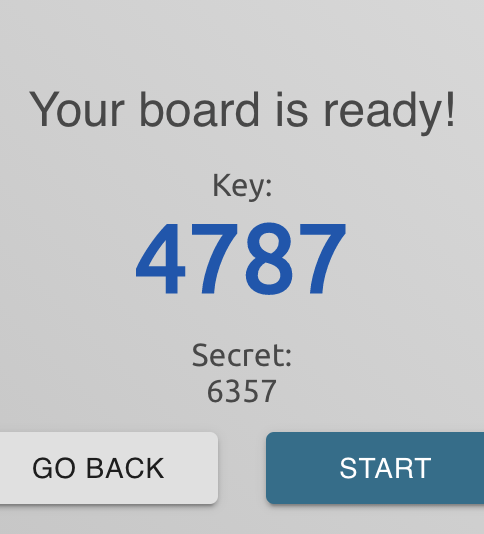 Your board is ready!
Key:
4787
Secret:
6357
GO BACK START